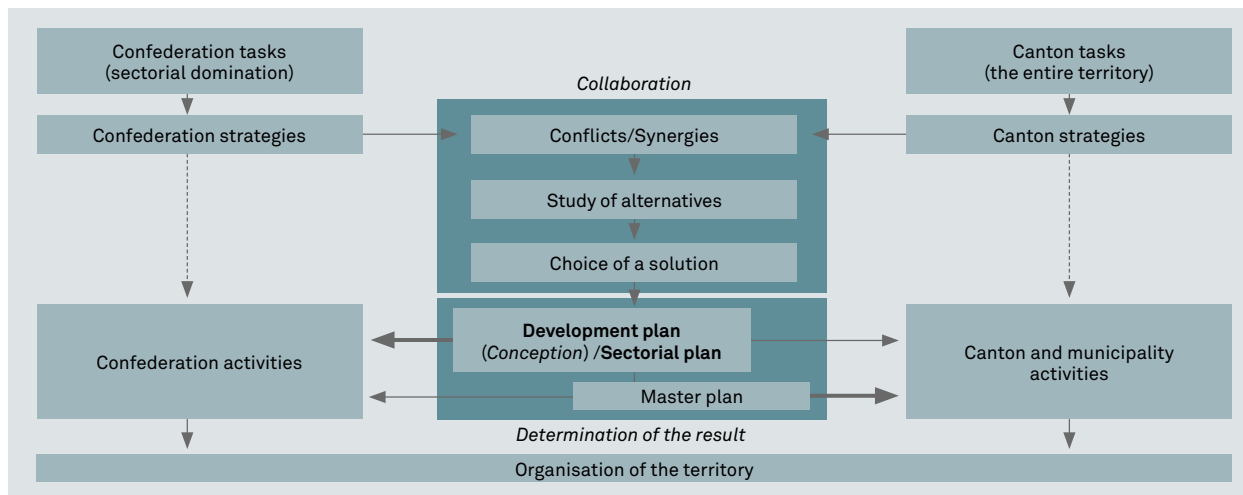 Confederation tasks
(sectorial domination)
Canton tasks
(the entire territory)
Collaboration
Confederation strategies
Conflicts/Synergies
Canton strategies
Study of alternatives
Choice of a solution
Development plan
(Conception) /Sectorial plan
Confederation activities
Canton and municipality
activities
Master plan
Determination of the result
Organisation of the territory